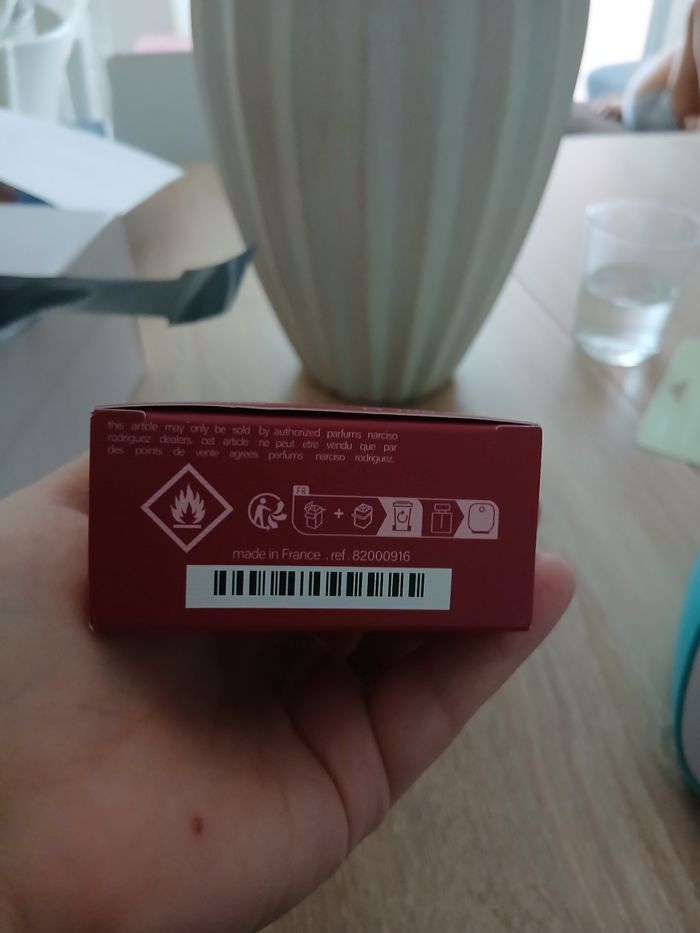 this article may only be sold by authorized parfums narciso
rodriguez dealers. cet article ne peut etre vendu que par
des points de vente agrees parfums narciso rodriguez.
FR
+
made in France . ref. 82000916